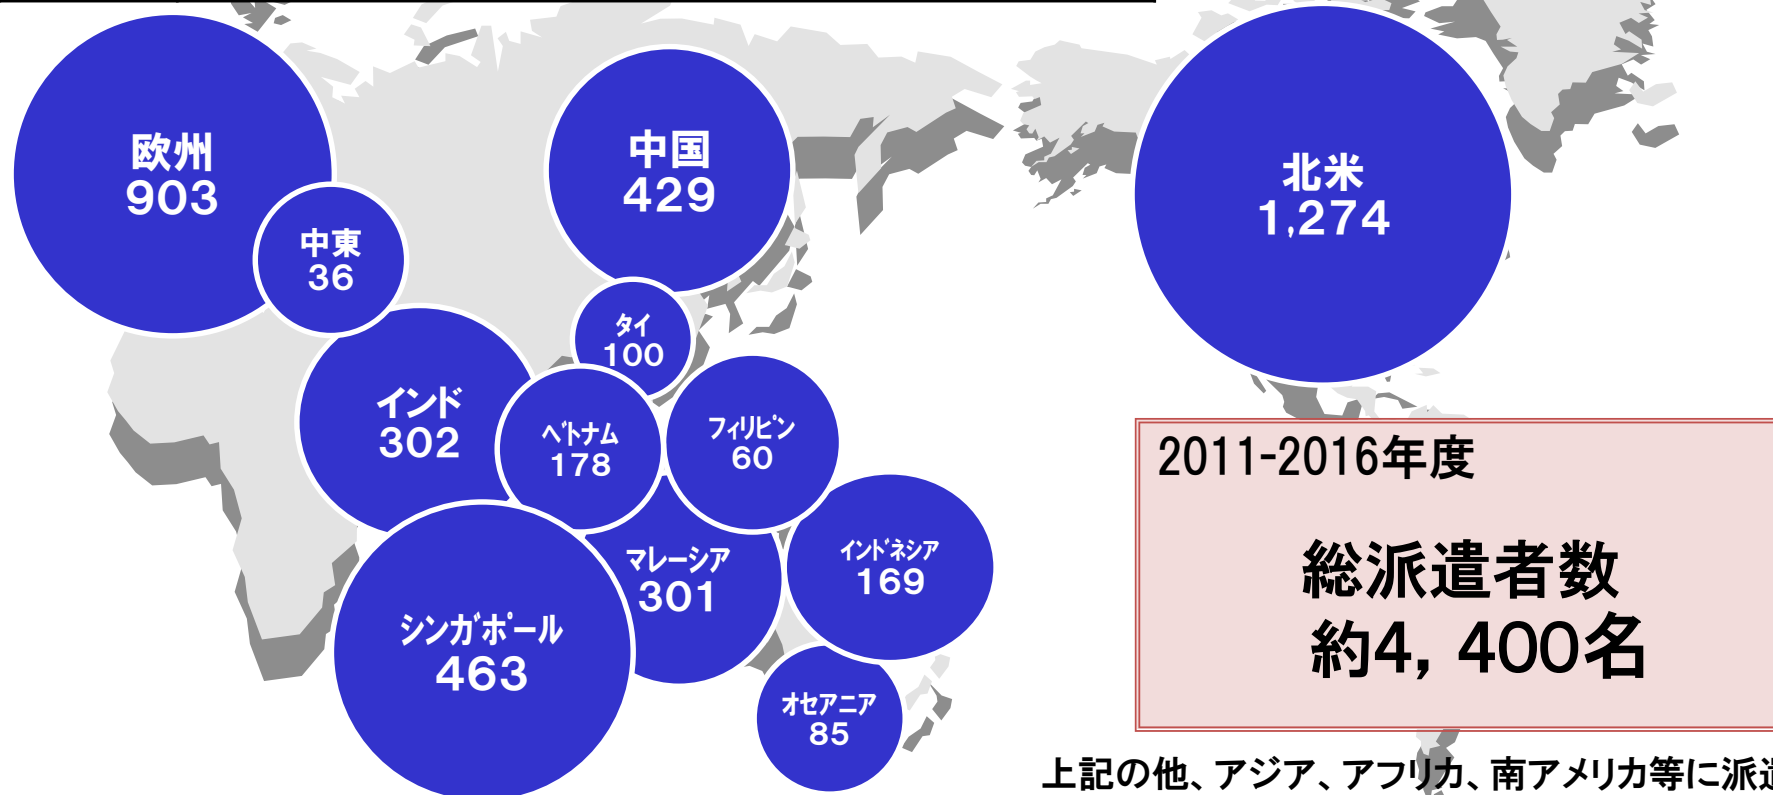 欧州
903
中国
429
北米
1,274
中東
36
タイ
100
インド
302
ベトナム
178
フィリピン
60
マレーシア
301
インドネシア
169
シンガポール
463
オセアニア
85
2011-2016年度
総派遣者数
約4，400名
上記の他、アジア、アフリカ、南アメリカ等に派遣